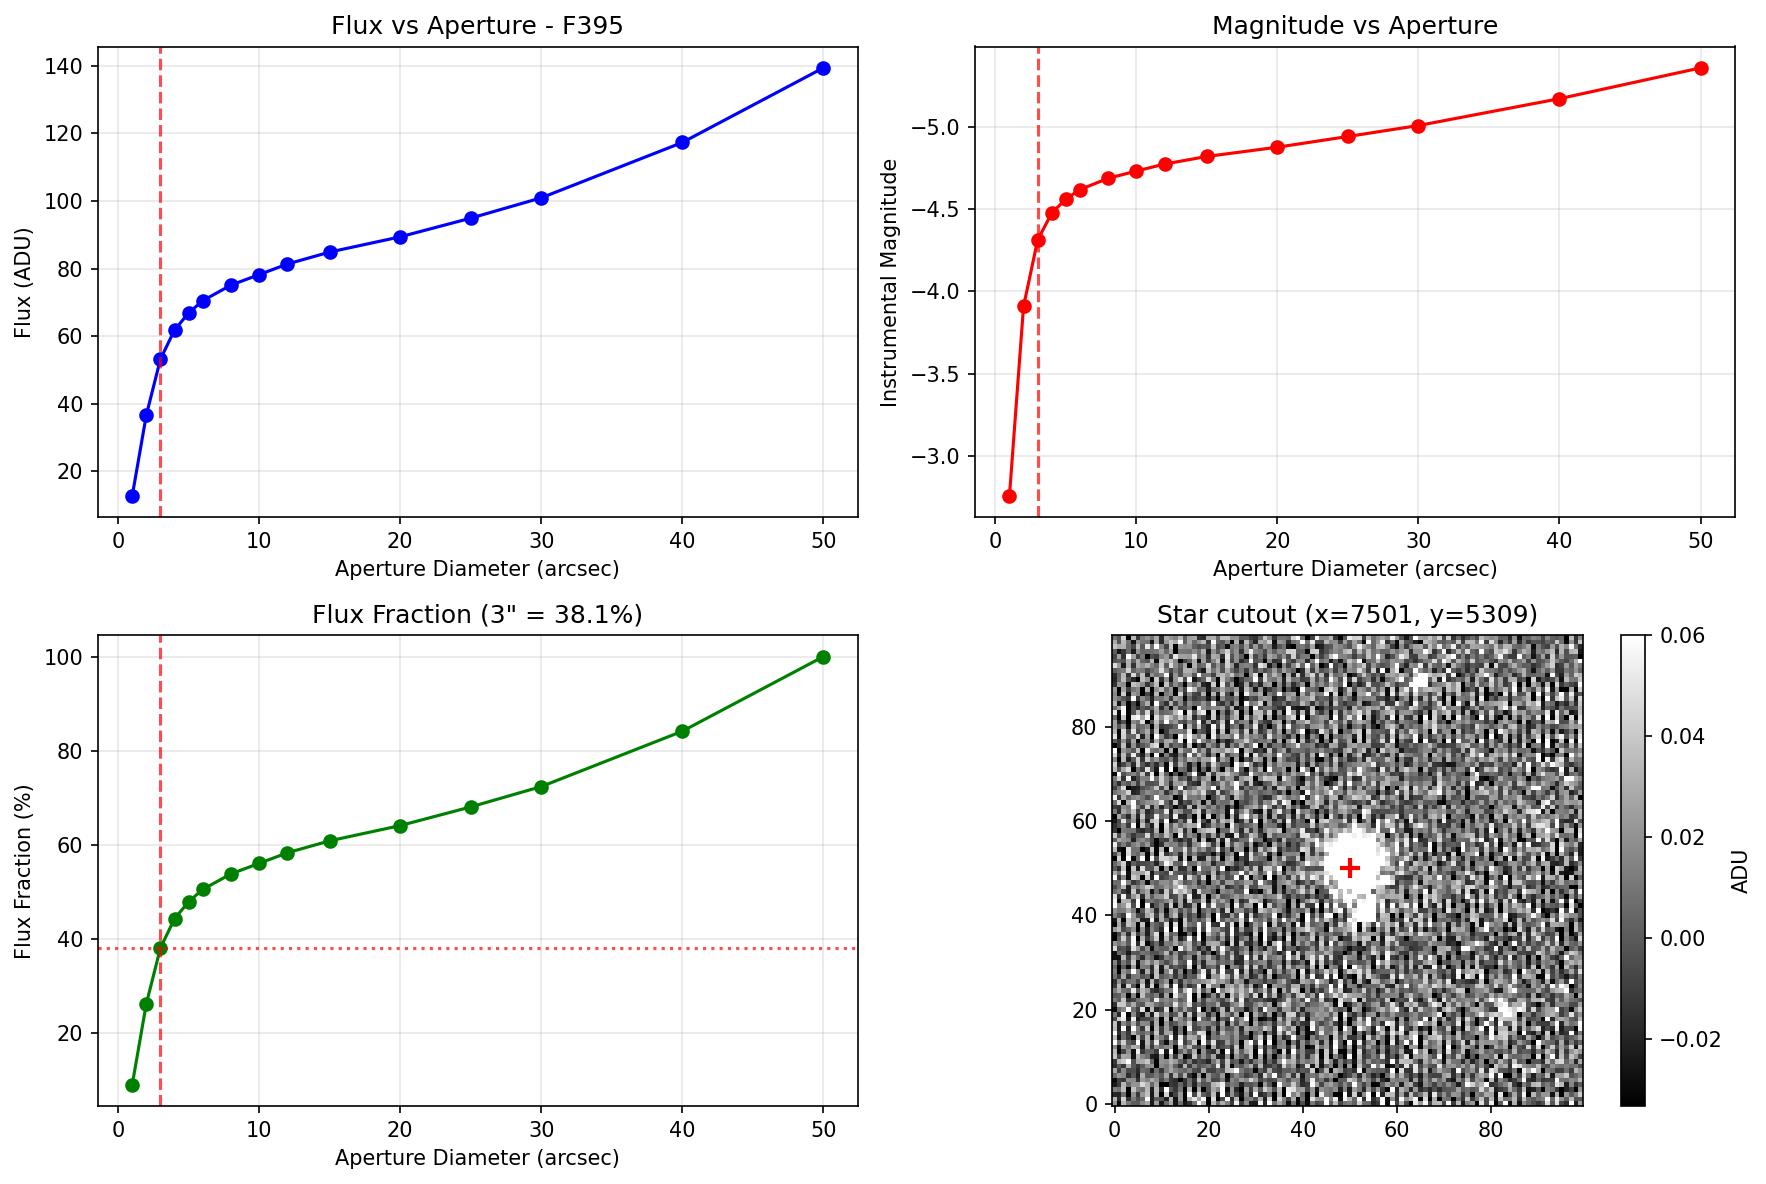 Flux vs Aperture - F395
Flux (ADU)
140
120
100
80
60
40
20
0 10 20 30 40 50
Aperture Diameter (arcsec)
Magnitude vs Aperture
Instrumental Magnitude
−5.0
−4.5
−4.0
−3.5
−3.0
0 10 20 30 40 50
Aperture Diameter (arcsec)
Flux Fraction (3" = 38.1%)
Flux Fraction (%)
100
80
60
40
20
0 10 20 30 40 50
Aperture Diameter (arcsec)
Star cutout (x=7501, y=5309)
80
60
40
20
0
0 20 40 60 80
0.06
0.04
0.02
0.00
−0.02
ADU